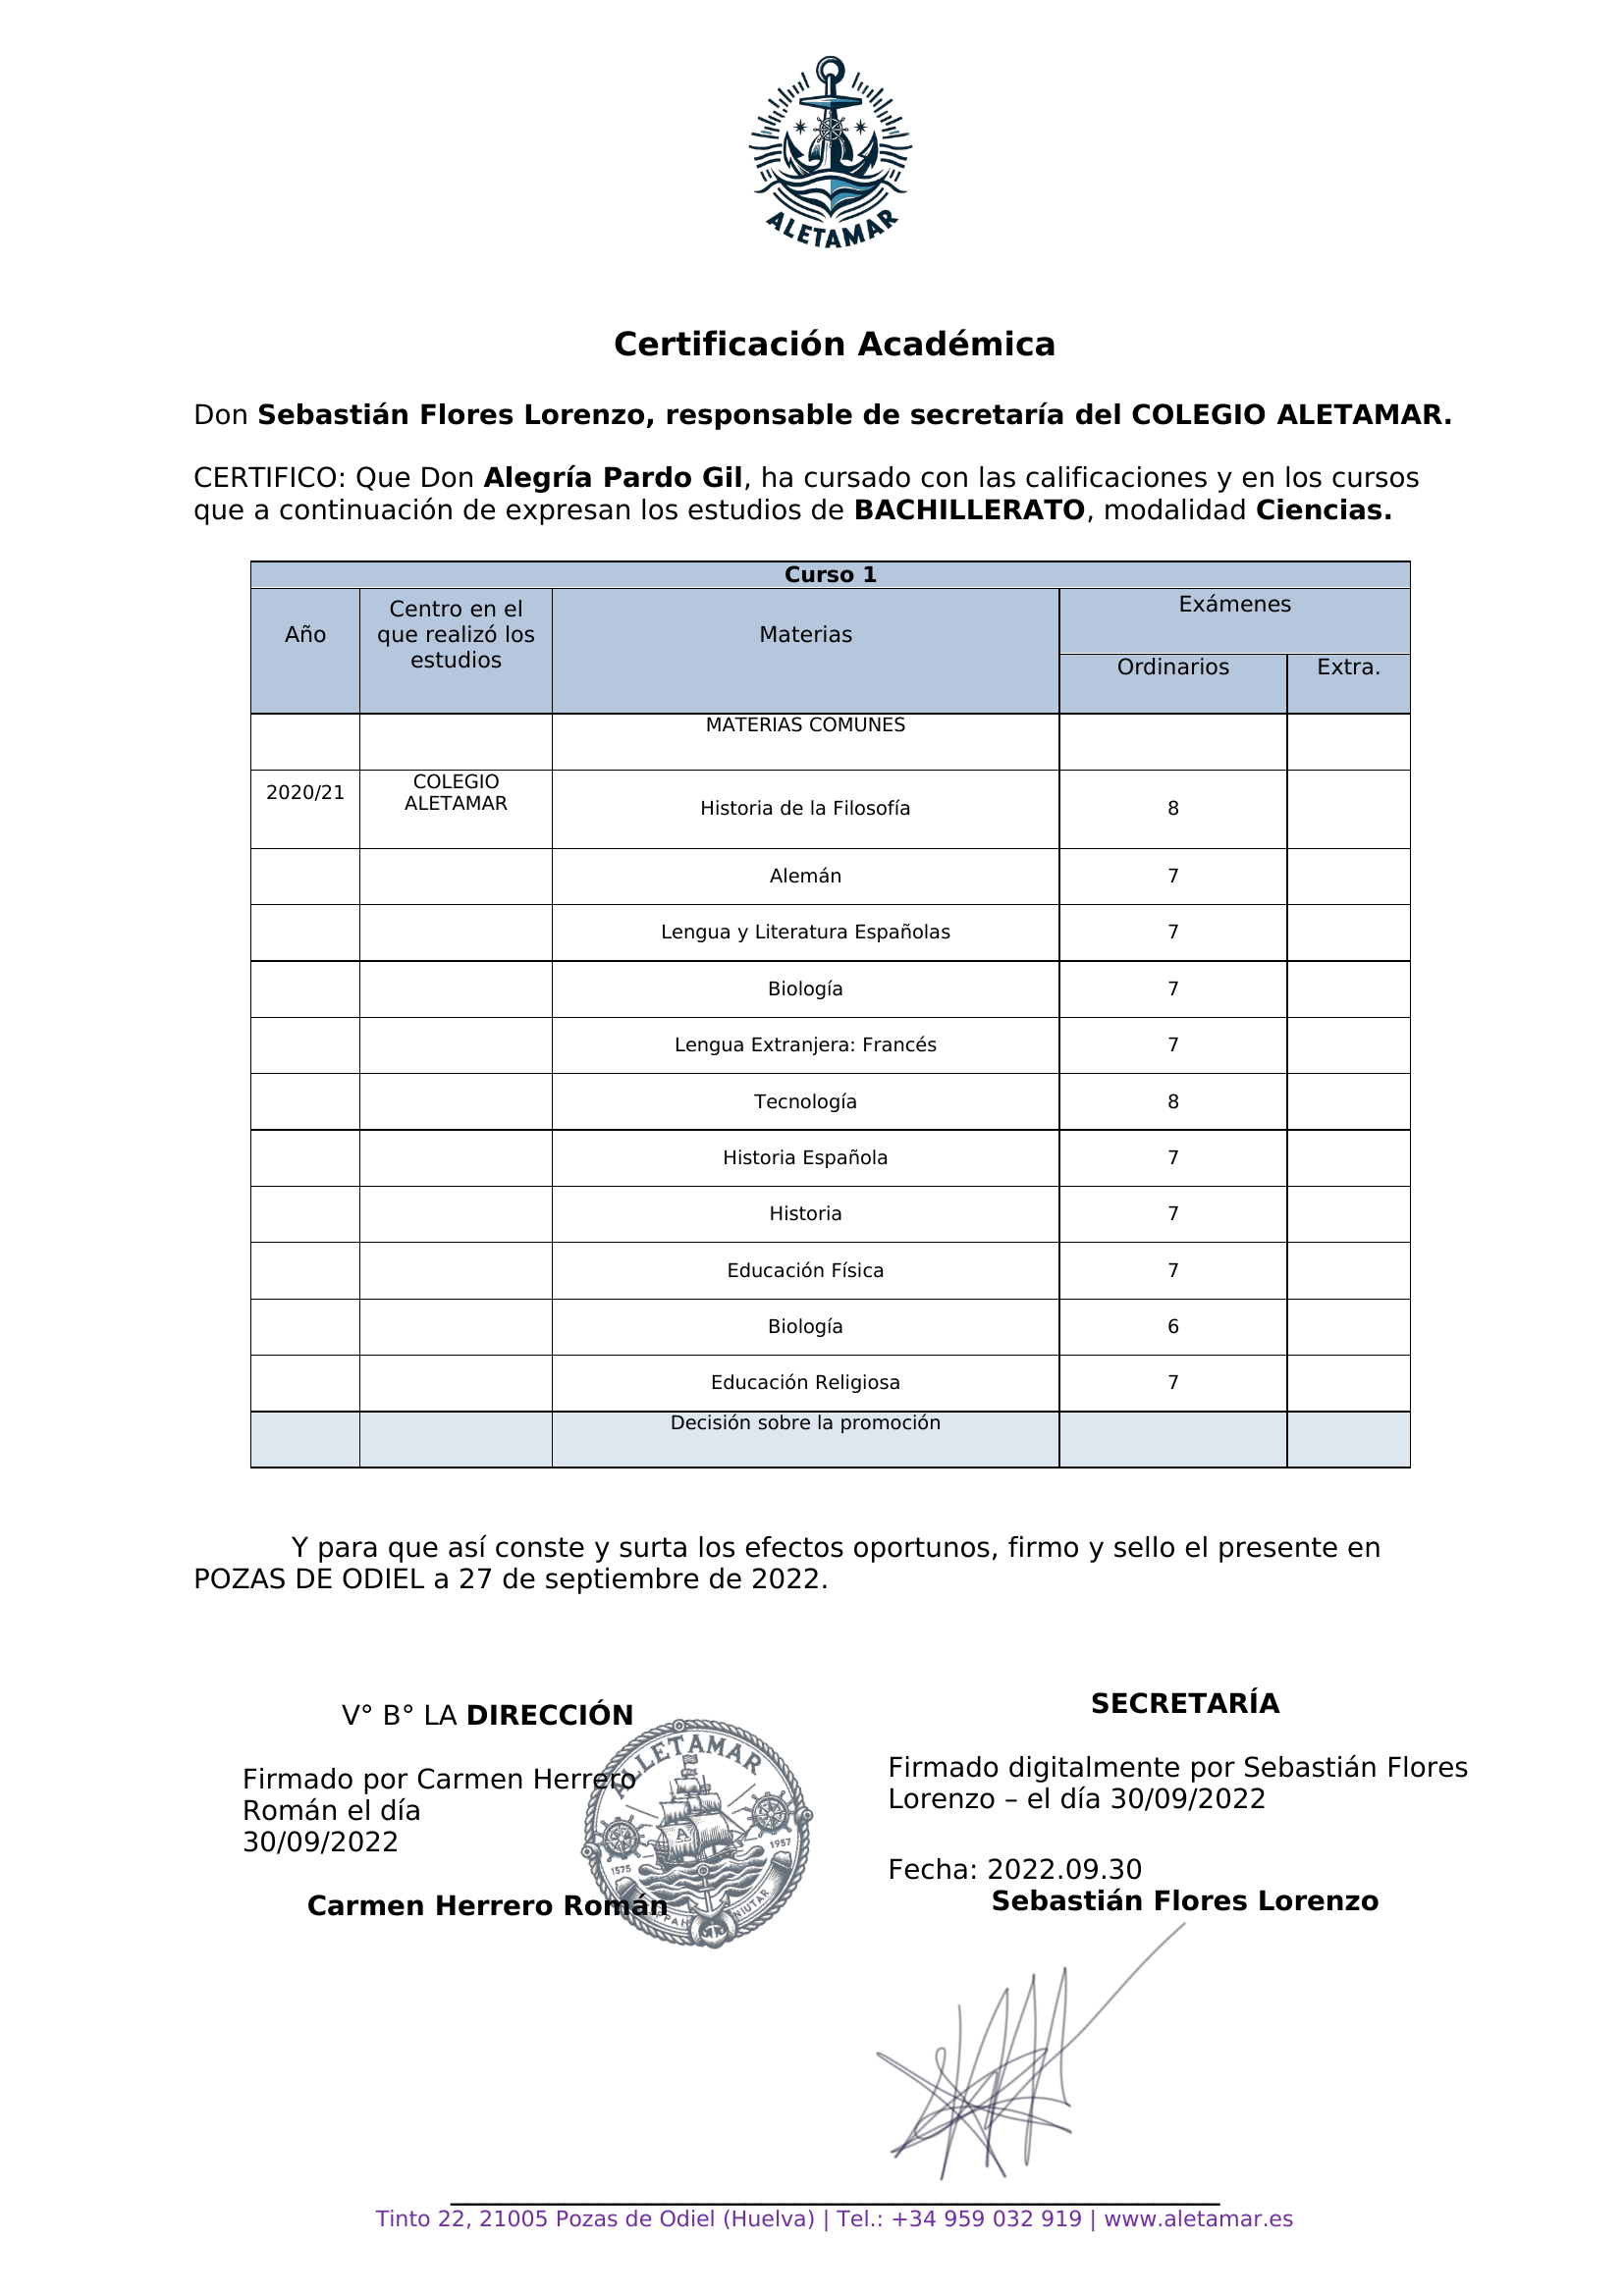 ALETAMAR
Certificación Académica
Don Sebastián Flores Lorenzo, responsable de secretaría del COLEGIO ALETAMAR.
CERTIFICO: Que Don Alegría Pardo Gil, ha cursado con las calificaciones y en los cursos
que a continuación de expresan los estudios de BACHILLERATO, modalidad Ciencias.
Curso 1
Año
Centro en el
que realizó los
estudios
Materias
Exámenes
Ordinarios
Extra.
MATERIAS COMUNES
2020/21
COLEGIO
ALETAMAR
Historia de la Filosofía 8
Alemán 7
Lengua y Literatura Españolas 7
Biología 7
Lengua Extranjera: Francés 7
Tecnología 8
Historia Española 7
Historia 7
Educación Física 7
Biología 6
Educación Religiosa 7
Decisión sobre la promoción
Y para que así conste y surta los efectos oportunos, firmo y sello el presente en
POZAS DE ODIEL a 27 de septiembre de 2022.
V° B° LA DIRECCIÓN
Firmado por Carmen Herrero
Román el día
30/09/2022
Carmen Herrero Román
ALLETAMAR
A
1575
1957
NIUTAR
SECRETARÍA
Firmado digitalmente por Sebastián Flores
Lorenzo – el día 30/09/2022
Fecha: 2022.09.30
Sebastián Flores Lorenzo
Tinto 22, 21005 Pozas de Odiel (Huelva) | Tel.: +34 959 032 919 | www.aletamar.es